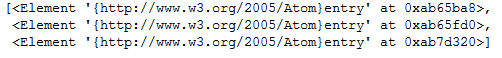 [<Element '{http://www.w3.org/2005/Atom}entry' at 0xab65ba8>,
<Element '{http://www.w3.org/2005/Atom}entry' at 0xab65fd0>,
<Element '{http://www.w3.org/2005/Atom}entry' at 0xab7d320>]